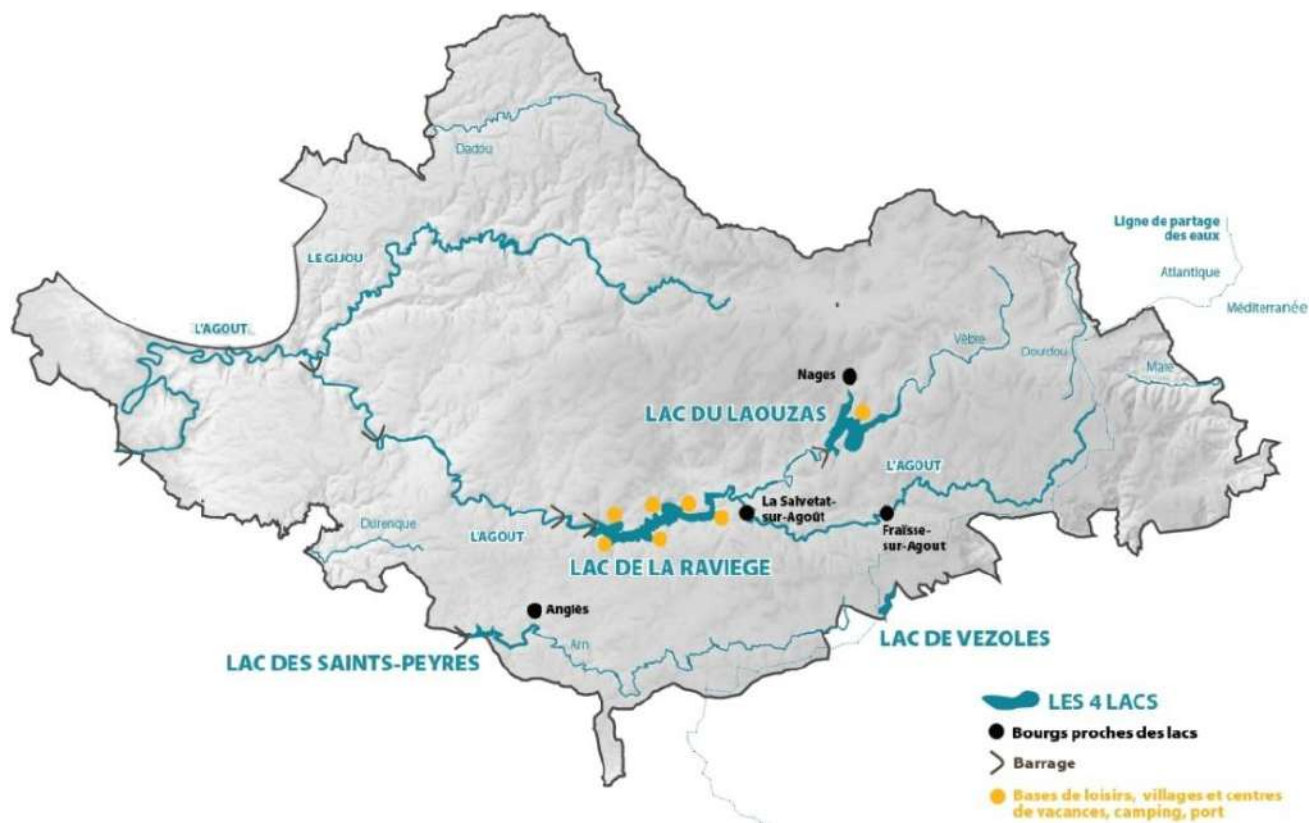 Dadou
Ligne de partage
des eaux
Atlantique
Méditerranée
LE GIJOU
L'AGOUT
Vèbre
Dourdou
Mare
Nages
LAC DU LAOUZAS
L'AGOUT
La Salvetat-
sur-Agoût
Fraïsse-
sur-Agout
Durenque
L'AGOUT
LAC DE LA RAVIEGE
Anglès
Arn
LAC DES SAINTS-PEYRES
LAC DE VEZOLES
LES 4 LACS
Bourgs proches des lacs
Barrage
Bases de loisirs, villages et centres
de vacances, camping, port